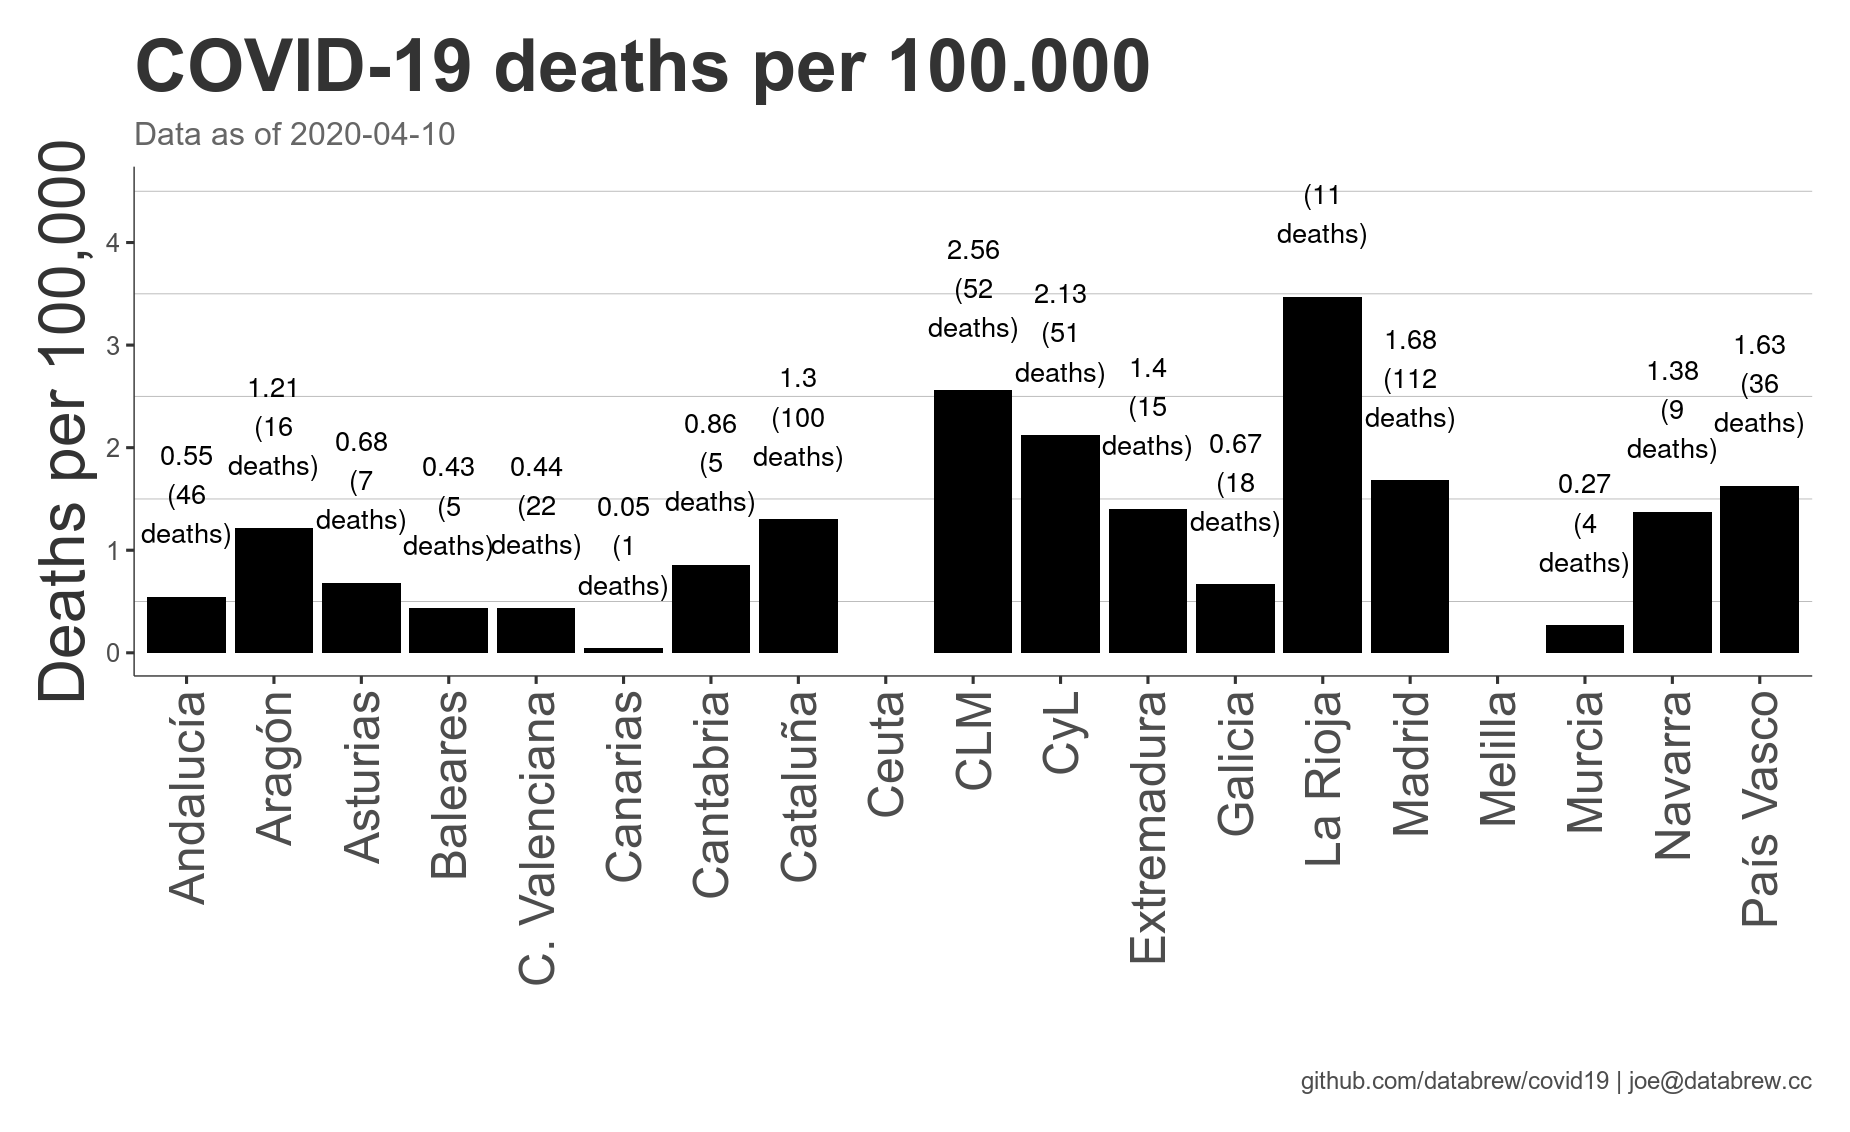 COVID-19 deaths per 100.000
Data as of 2020-04-10
Deaths per 100,000
4
3
2
1
0
0.55
(46
deaths)
1.21
(16
deaths)
0.68
(7
deaths)
0.43
(5
deaths)
0.44
(22
deaths)
0.05
(1
deaths)
0.86
(5
deaths)
1.3
(100
deaths)
2.56
(52
deaths)
2.13
(51
deaths)
1.4
(15
deaths)
0.67
(18
deaths)
(11
deaths)
1.68
(112
deaths)
0.27
(4
deaths)
1.38
(9
deaths)
1.63
(36
deaths)
Andalucía
Aragón
Asturias
Baleares
C. Valenciana
Canarias
Cantabria
Cataluña
Ceuta
CLM
CyL
Extremadura
Galicia
La Rioja
Madrid
Melilla
Murcia
Navarra
País Vasco
github.com/databrew/covid19 | joe@databrew.cc